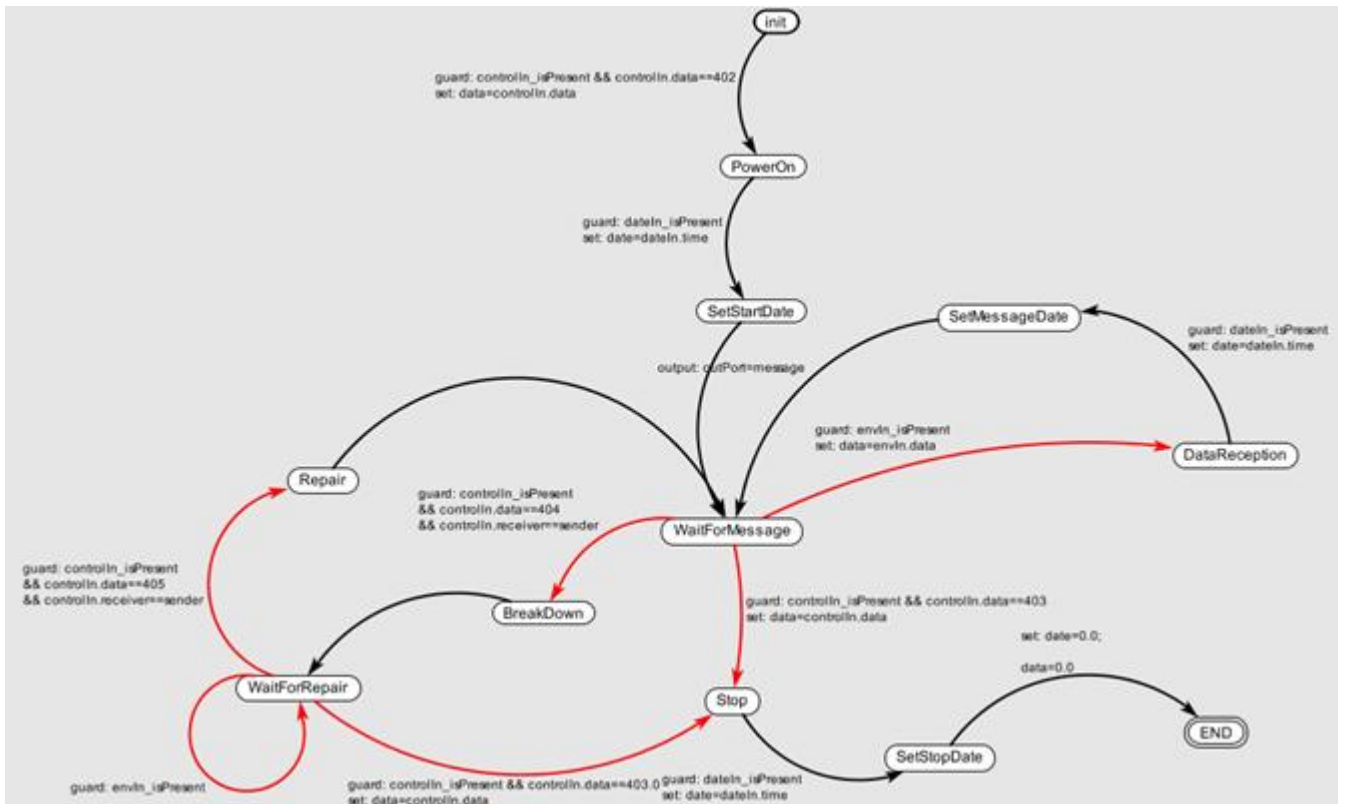 init
guard: controlIn_isPresent && controlIn.data==402
set: data=controlIn.data
PowerOn
guard: dateIn_isPresent
set: date=dateIn.time
SetStartDate
SetMessageDate
guard: dateIn_isPresent
set: date=dateIn.time
output: outPort=message
guard: envIn_isPresent
set: data=envIn.data
DataReception
Repair
guard: controlIn_isPresent
&& controlIn.data==404
&& controlIn.receiver==sender
WaitForMessage
guard: controlIn_isPresent
&& controlIn.data==405
&& controlIn.receiver==sender
BreakDown
guard: controlIn_isPresent && controlIn.data==403
set: data=controlIn.data
set: date=0.0;
data=0.0
WaitForRepair
Stop
END
SetStopDate
guard: envIn_isPresent
guard: controlIn_isPresent && controlIn.data==403.0
set: data=controlIn.data
guard: dateIn_isPresent
set: date=dateIn.time